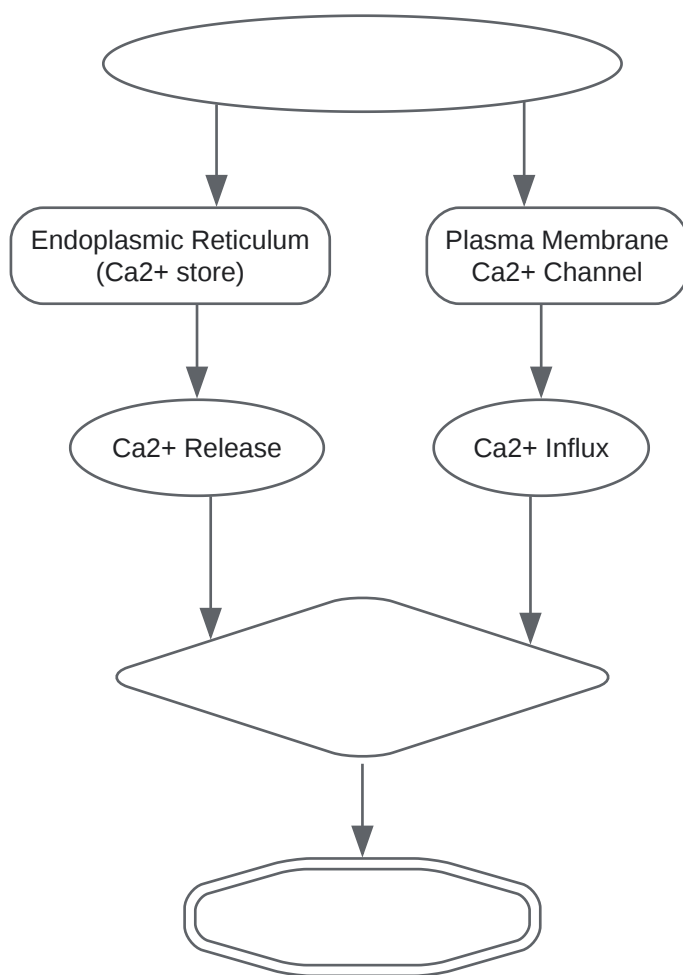 Endoplasmic Reticulum
(Ca2+ store)
Plasma Membrane
Ca2+ Channel
Ca2+ Release
Ca2+ Influx